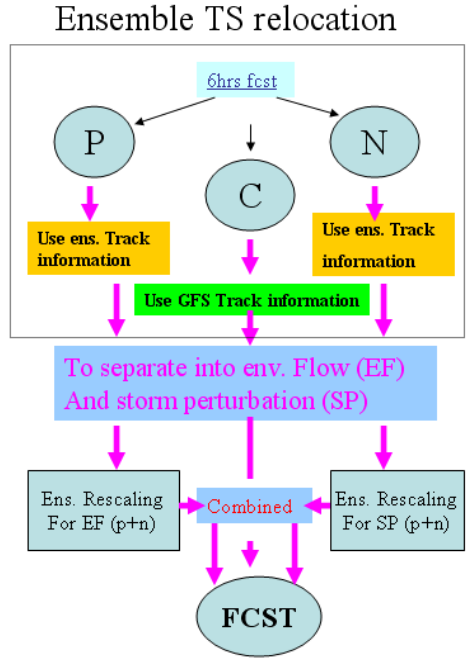 Ensemble TS relocation
6hrs fcst
P
N
C
Use ens. Track
information
Use ens. Track
information
Use GFS Track information
To separate into env. Flow (EF)
And storm perturbation (SP)
Ens. Rescaling
For EF (p+n)
Combined
Ens. Rescaling
For SP (p+n)
FCST